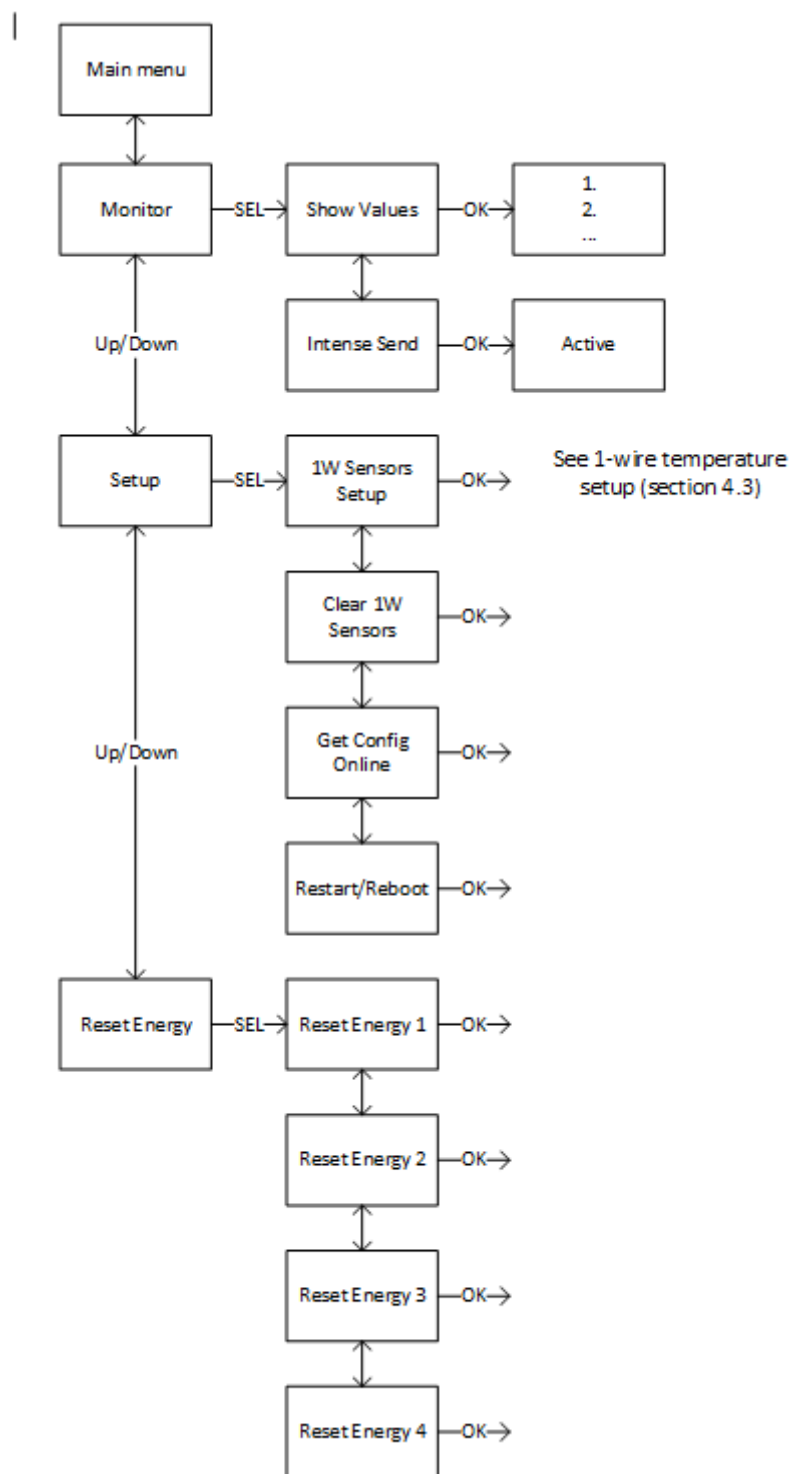 Main menu
Monitor
SEL
Show Values
OK
1.
2.
...
Up/Down
Intense Send
OK
Active
Setup
SEL
1W Sensors
Setup
OK
See 1-wire temperature
setup (section 4.3)
Clear 1W
Sensors
OK
Up/Down
Get Config
Online
OK
Restart/Reboot
OK
Reset Energy
SEL
Reset Energy 1
OK
Reset Energy 2
OK
Reset Energy 3
OK
Reset Energy 4
OK